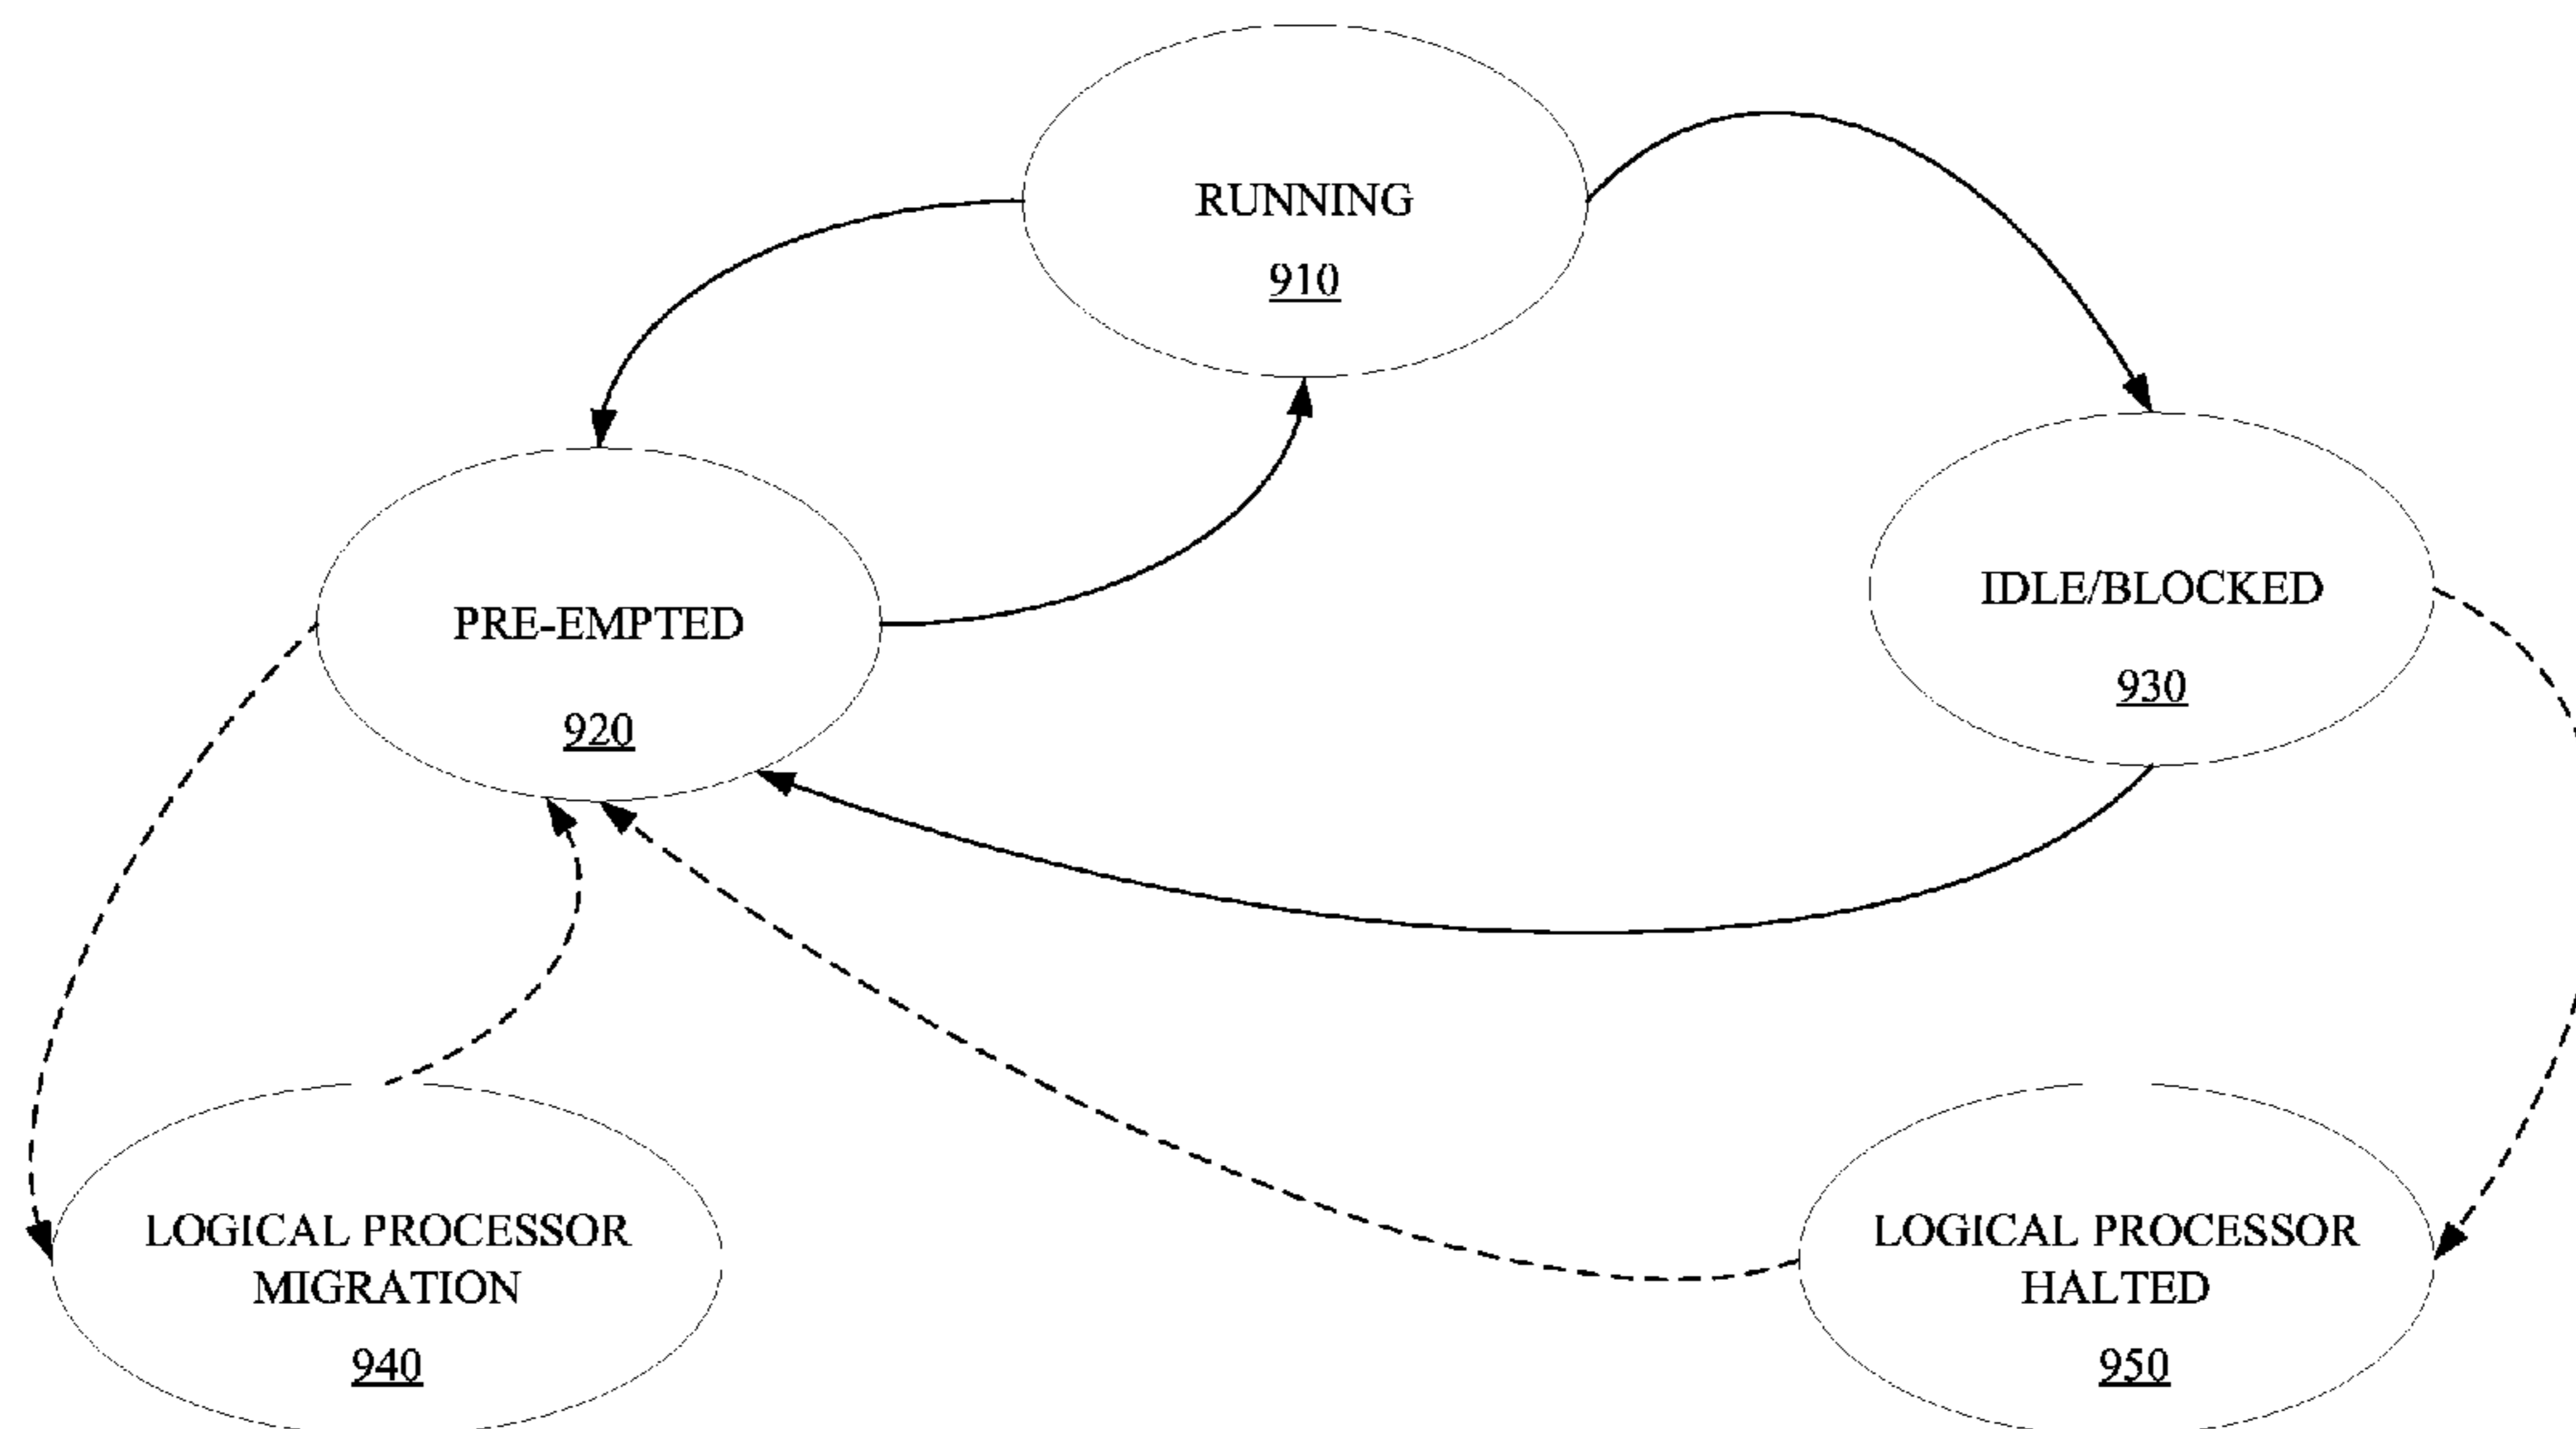 RUNNING
910
PRE-EMPTED
920
IDLE/BLOCKED
930
LOGICAL PROCESSOR
MIGRATION
940
LOGICAL PROCESSOR
HALTED
950